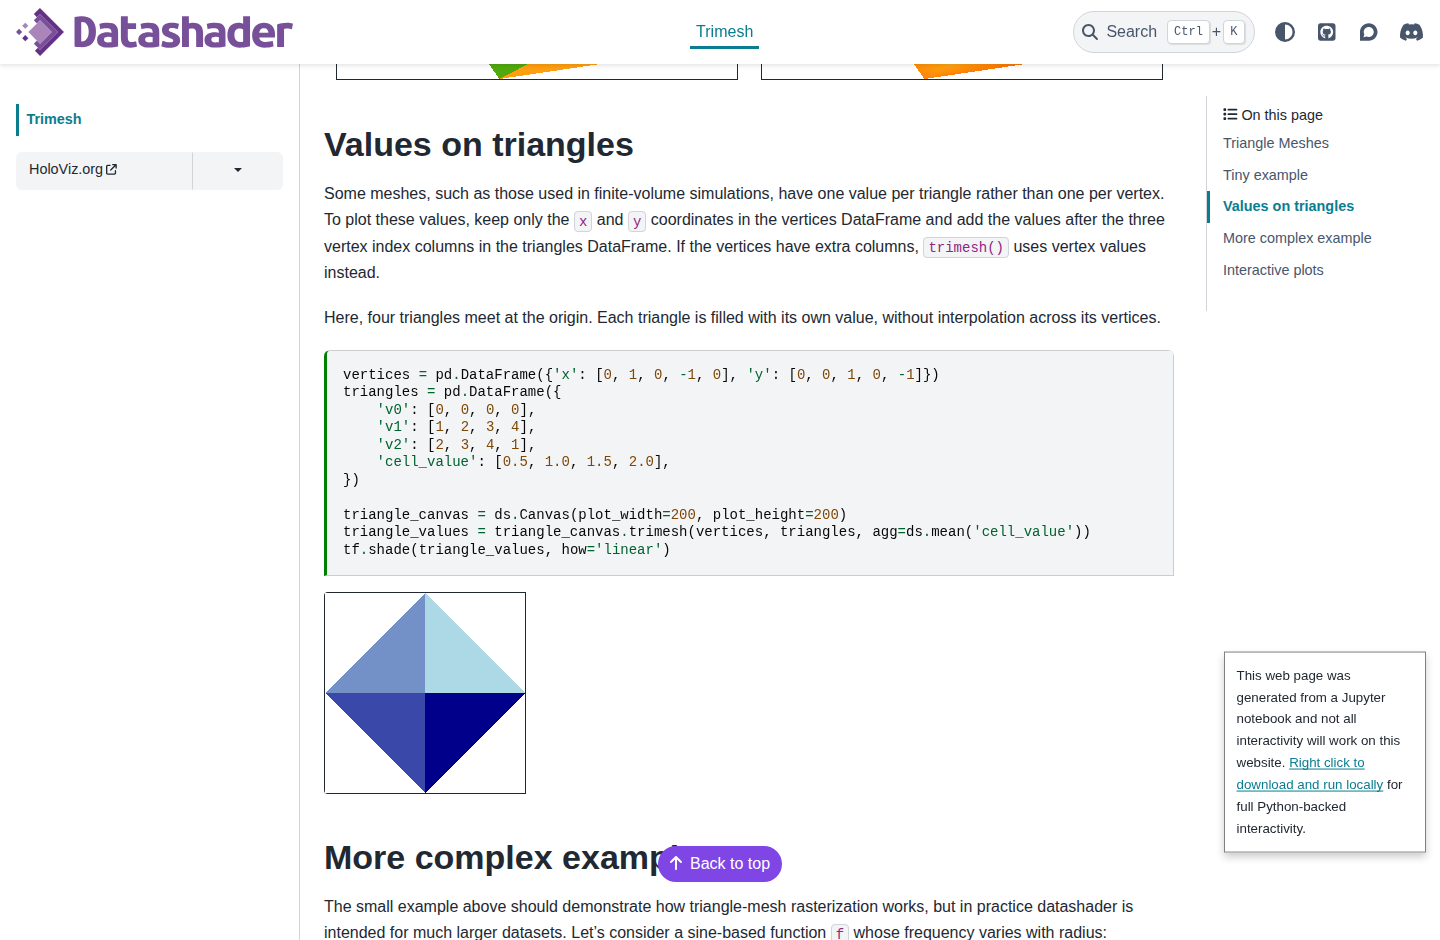 Datashader
Trimesh
Search Ctrl + K
Trimesh
HoloViz.org
Values on triangles
Some meshes, such as those used in finite-volume simulations, have one value per triangle rather than one per vertex.
To plot these values, keep only the x and y coordinates in the vertices DataFrame and add the values after the three
vertex index columns in the triangles DataFrame. If the vertices have extra columns, trimesh() uses vertex values
instead.
Here, four triangles meet at the origin. Each triangle is filled with its own value, without interpolation across its vertices.
vertices = pd.DataFrame({'x': [0, 1, 0, -1, 0], 'y': [0, 0, 1, 0, -1]})
triangles = pd.DataFrame({
    'v0': [0, 0, 0, 0],
    'v1': [1, 2, 3, 4],
    'v2': [2, 3, 4, 1],
    'cell_value': [0.5, 1.0, 1.5, 2.0],
})
triangle_canvas = ds.Canvas(plot_width=200, plot_height=200)
triangle_values = triangle_canvas.trimesh(vertices, triangles, agg=ds.mean('cell_value'))
tf.shade(triangle_values, how='linear')
More complex examp
Back to top
The small example above should demonstrate how triangle-mesh rasterization works, but in practice datashader is
intended for much larger datasets. Let’s consider a sine-based function f whose frequency varies with radius:
On this page
Triangle Meshes
Tiny example
Values on triangles
More complex example
Interactive plots
This web page was
generated from a Jupyter
notebook and not all
interactivity will work on this
website. Right click to
download and run locally for
full Python-backed
interactivity.